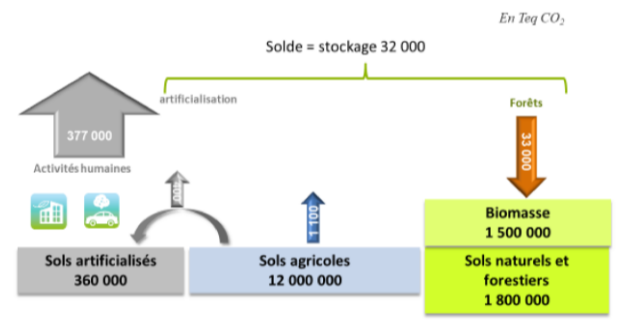 En Teq CO₂
Solde = stockage 32 000
artificialisation
Forêts
377 000
33 000
Activités humaines
400
1 100
Biomasse
1 500 000
Sols artificialisés
360 000
Sols agricoles
12 000 000
Sols naturels et
forestiers
1 800 000